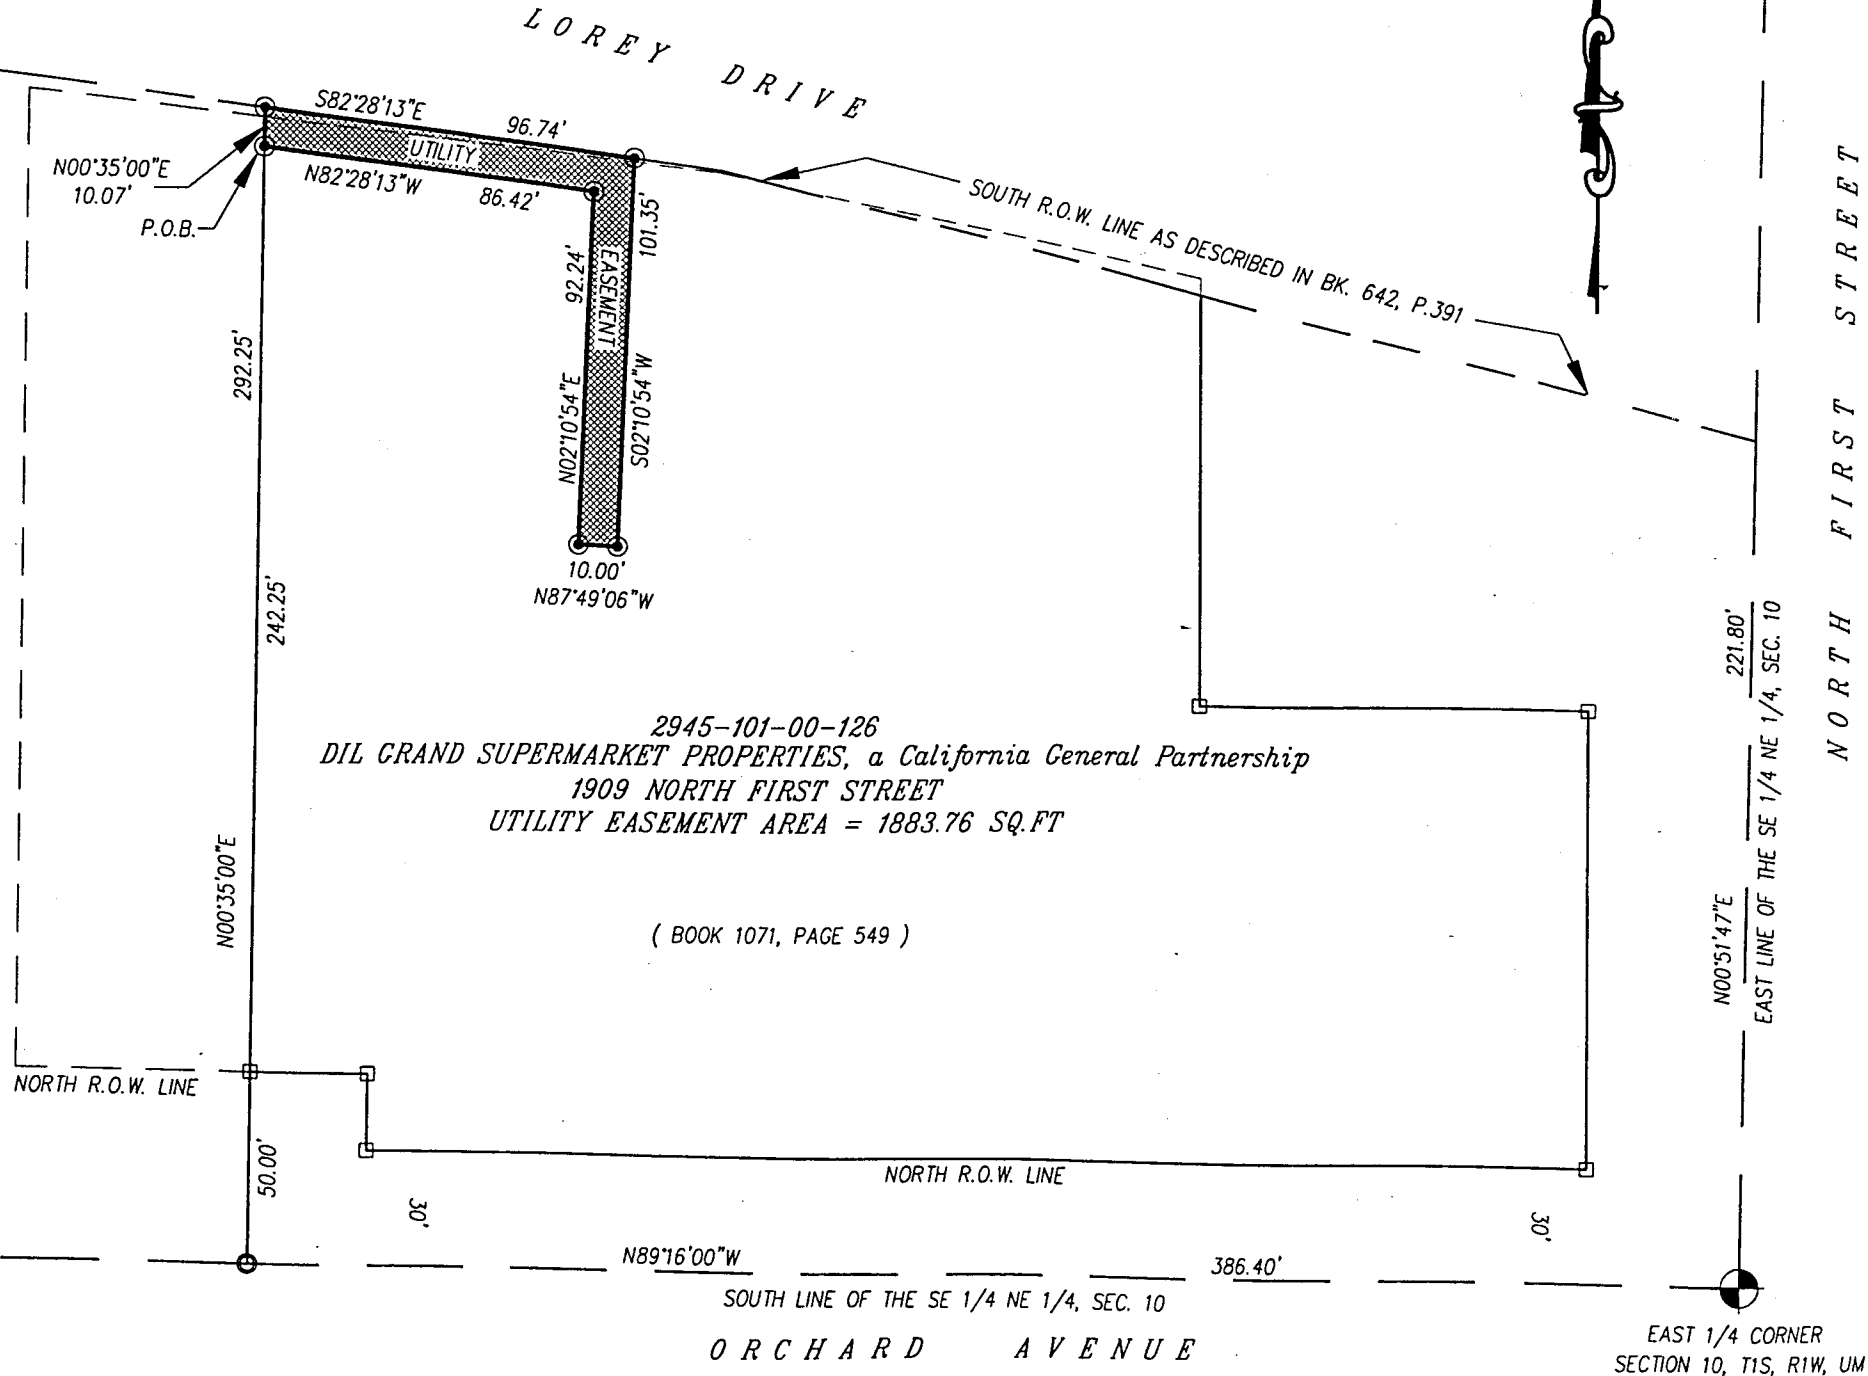 LOREY DRIVE
S82°28'13"E
96.74'
UTILITY
N00°35'00"E
10.07'
N82°28'13"W
86.42'
P.O.B.
101.35'
EASEMENT
92.24'
SOUTH R.O.W. LINE AS DESCRIBED IN BK. 642, P.391
292.25'
N02°10'54"E
S02°10'54"W
10.00'
N87°49'06"W
242.25'
NORTH FIRST STREET
221.80'
N00°51'47"E
EAST LINE OF THE SE 1/4 NE 1/4, SEC. 10
2945-101-00-126
DIL GRAND SUPERMARKET PROPERTIES, a California General Partnership
1909 NORTH FIRST STREET
UTILITY EASEMENT AREA = 1883.76 SQ.FT
N00°35'00"E
( BOOK 1071, PAGE 549 )
NORTH R.O.W. LINE
50.00'
NORTH R.O.W. LINE
30'
30'
N89°16'00"W
386.40'
SOUTH LINE OF THE SE 1/4 NE 1/4, SEC. 10
ORCHARD AVENUE
EAST 1/4 CORNER
SECTION 10, T1S, R1W, UM